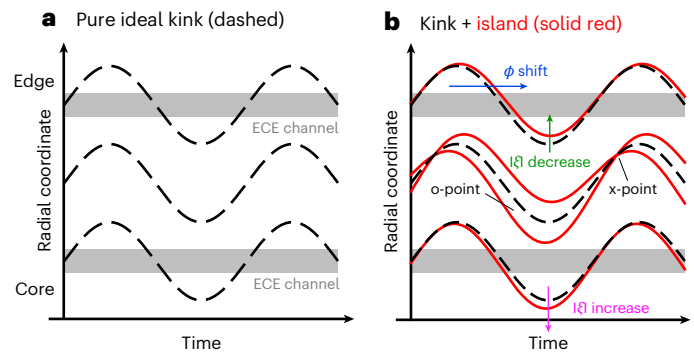 a Pure ideal kink (dashed)
Edge
ECE channel
Radial coordinate
ECE channel
Core
Time
b Kink + island (solid red)
ϕ shift
|ξ| decrease
o-point
x-point
Radial coordinate
|ξ| increase
Time